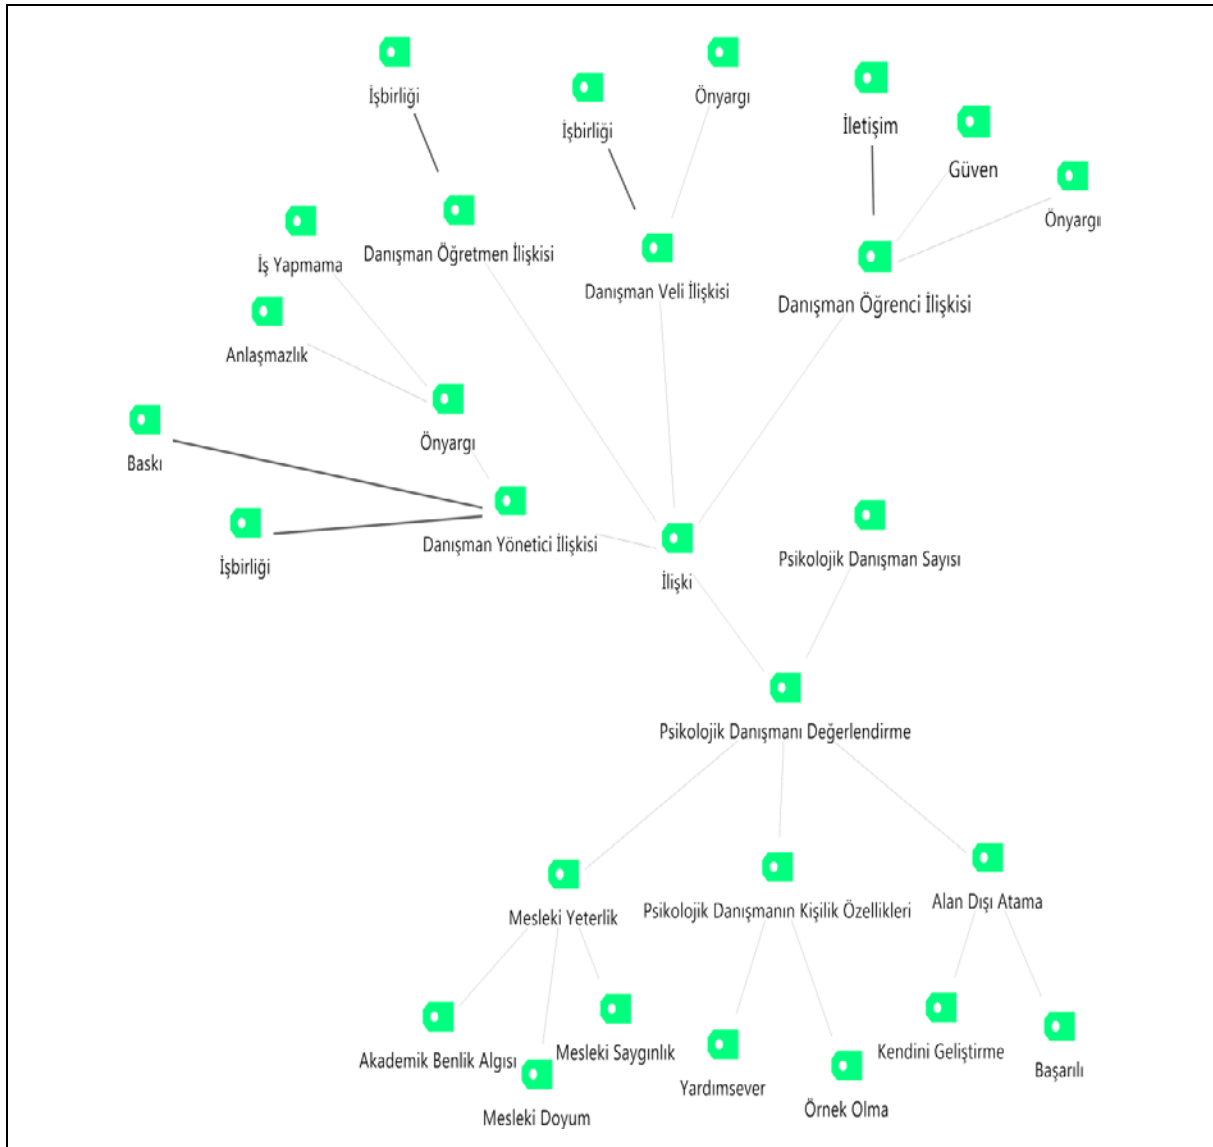 İşbirliği
Önyargı
İşbirliği
İletişim
Güven
Önyargı
İş Yapmama
Danışman Öğretmen İlişkisi
Danışman Veli İlişkisi
Danışman Öğrenci İlişkisi
Anlaşmazlık
Önyargı
Baskı
İşbirliği
Danışman Yönetici İlişkisi
İlişki
Psikolojik Danışman Sayısı
Psikolojik Danışmanı Değerlendirme
Mesleki Yeterlik
Psikolojik Danışmanın Kişilik Özellikleri
Alan Dışı Atama
Akademik Benlik Algısı
Mesleki Saygınlık
Mesleki Doyum
Yardımsever
Örnek Olma
Kendini Geliştirme
Başarılı